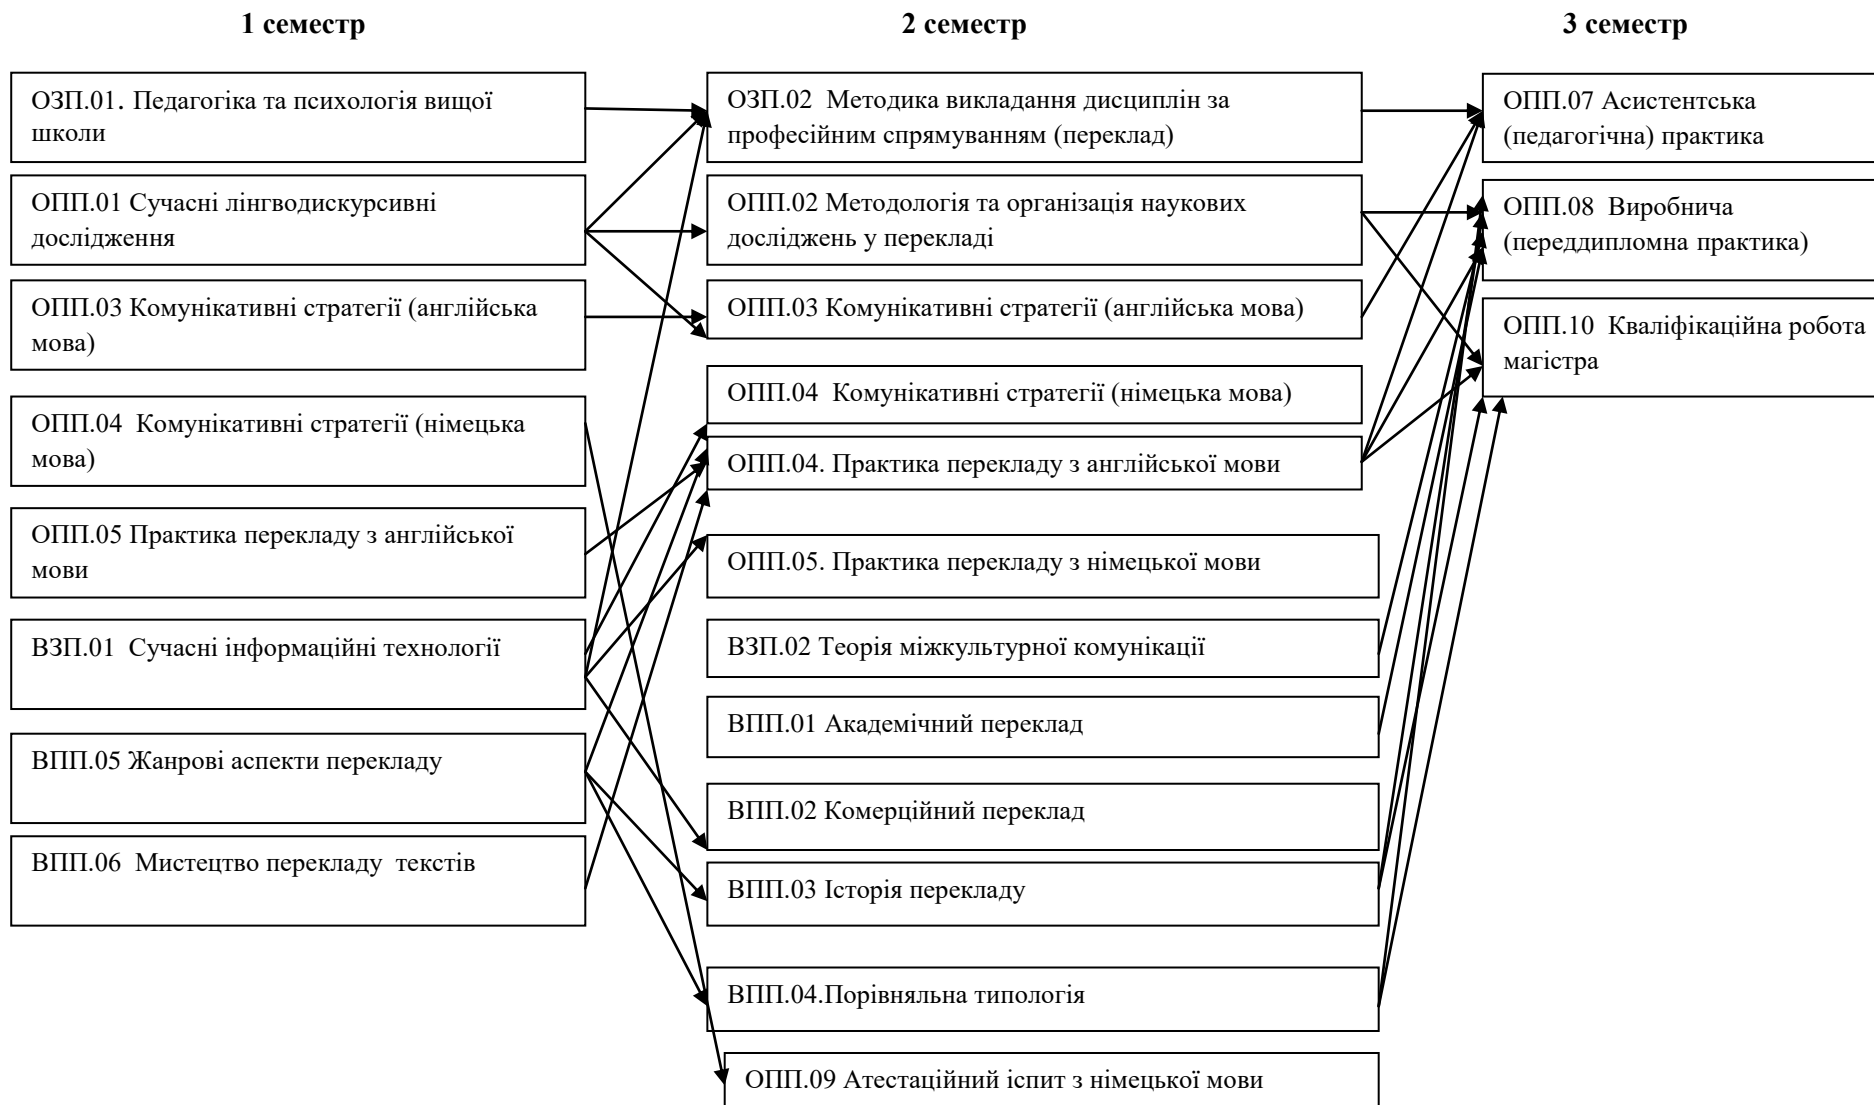 1 семестр
2 семестр
3 семестр
ОЗП.01. Педагогіка та психологія вищої
школи
ОПП.01 Сучасні лінгводискурсивні
дослідження
ОПП.03 Комунікативні стратегії (англійська
мова)
ОПП.04  Комунікативні стратегії (німецька
мова)
ОПП.05 Практика перекладу з англійської
мови
ВЗП.01  Сучасні інформаційні технології
ВПП.05 Жанрові аспекти перекладу
ВПП.06  Мистецтво перекладу  текстів
ОЗП.02  Методика викладання дисциплін за
професійним спрямуванням (переклад)
ОПП.02 Методологія та організація наукових
досліджень у перекладі
ОПП.03 Комунікативні стратегії (англійська мова)
ОПП.04  Комунікативні стратегії (німецька мова)
ОПП.04. Практика перекладу з англійської мови
ОПП.05. Практика перекладу з німецької мови
ВЗП.02 Теорія міжкультурної комунікації
ВПП.01 Академічний переклад
ВПП.02 Комерційний переклад
ВПП.03 Історія перекладу
ВПП.04.Порівняльна типологія
ОПП.09 Атестаційний іспит з німецької мови
ОПП.07 Асистентська
(педагогічна) практика
ОПП.08  Виробнича
(переддипломна практика)
ОПП.10  Кваліфікаційна робота
магістра